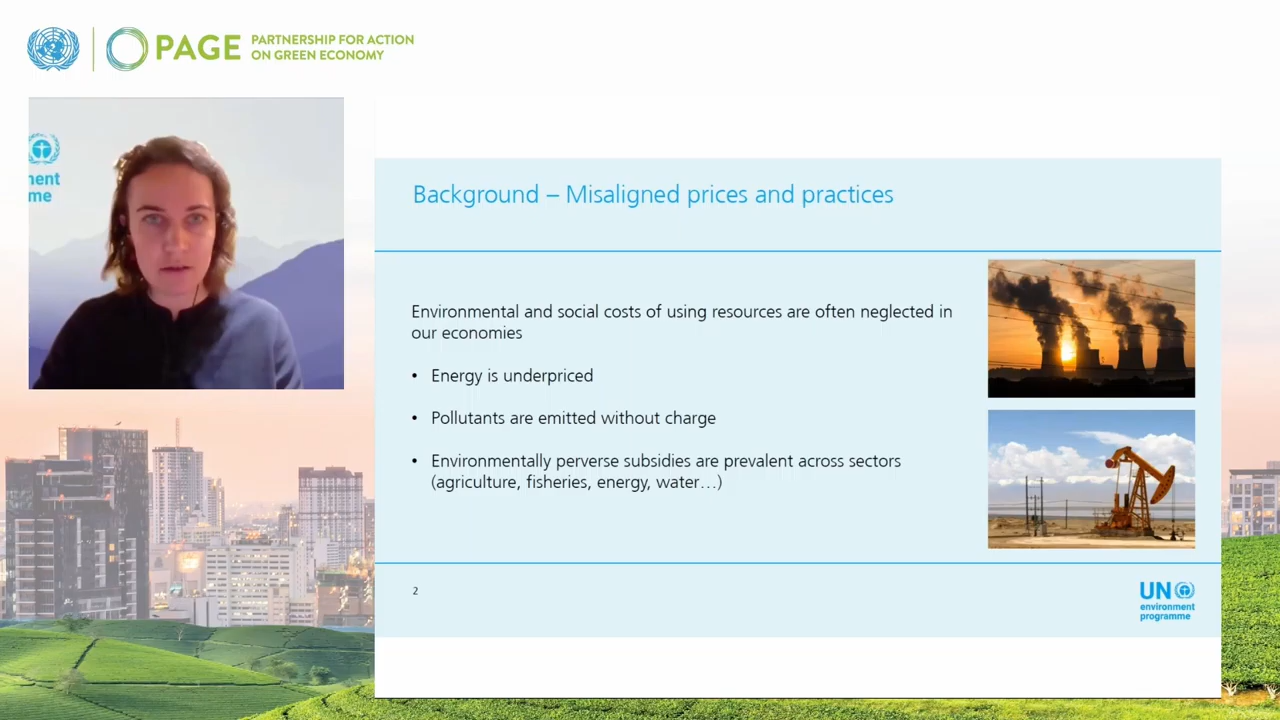 PAGE
PARTNERSHIP FOR ACTION
ON GREEN ECONOMY
ment
me
Background – Misaligned prices and practices
Environmental and social costs of using resources are often neglected in
our economies
• Energy is underpriced
• Pollutants are emitted without charge
• Environmentally perverse subsidies are prevalent across sectors
(agriculture, fisheries, energy, water…)
2
UN
environment
programme